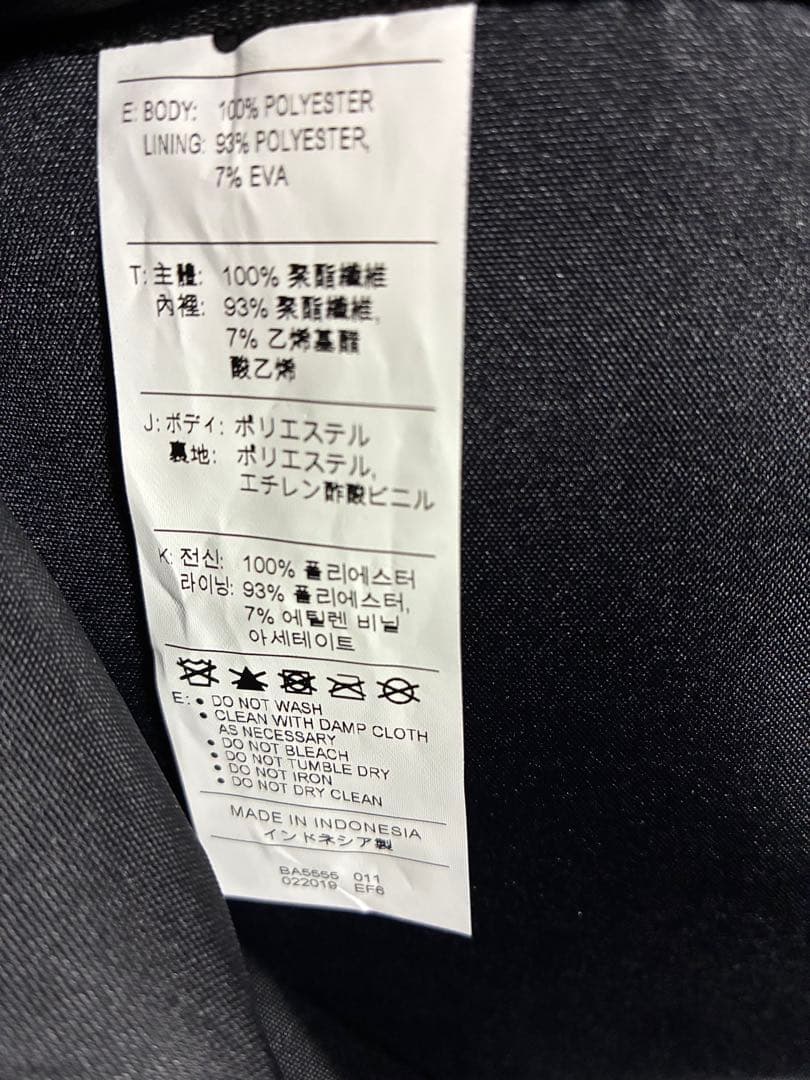 E: BODY: 100% POLYESTER
LINING: 93% POLYESTER,
7% EVA
T: 主體: 100% 聚酯纖維
內裡: 93% 聚酯纖維,
7% 乙烯基醋
酸乙烯
J: ボディ: ポリエステル
裏地: ポリエステル,
エチレン酢酸ビニル
K: 전신: 100% 폴리에스터
라이닝: 93% 폴리에스터,
7% 에틸렌 비닐
아세테이트
E: • DO NOT WASH
• CLEAN WITH DAMP CLOTH
AS NECESSARY
• DO NOT BLEACH
• DO NOT TUMBLE DRY
• DO NOT IRON
• DO NOT DRY CLEAN
MADE IN INDONESIA
インドネシア製
BA5555 011
022019 EF6